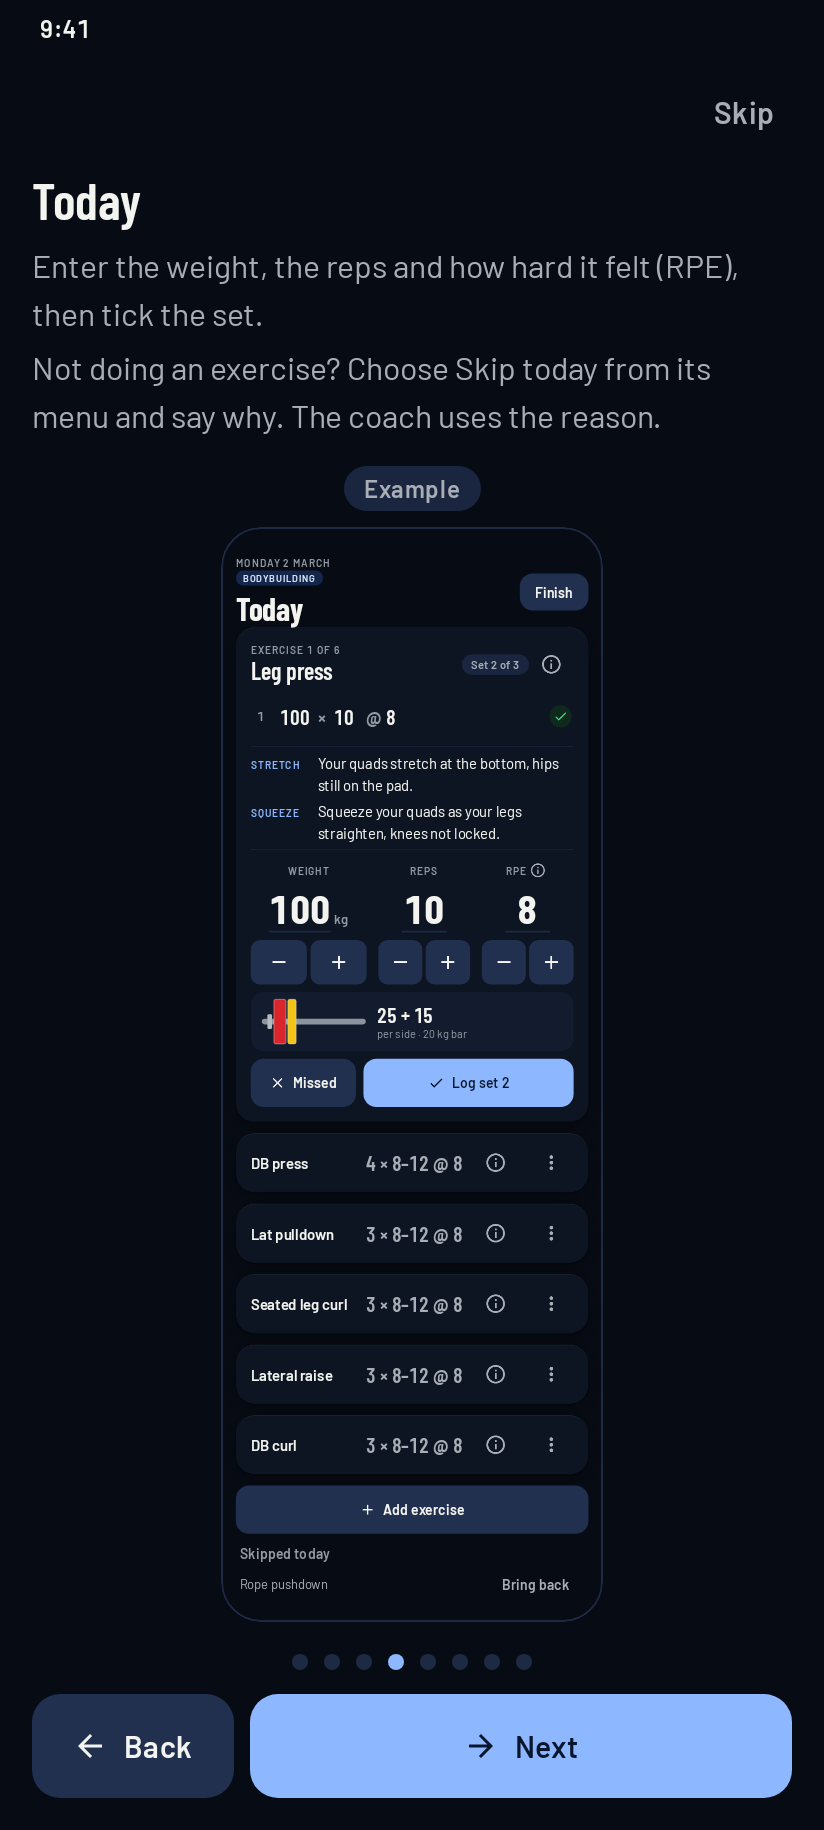 9:41
Skip
Today
Enter the weight, the reps and how hard it felt (RPE),
then tick the set.
Not doing an exercise? Choose Skip today from its
menu and say why. The coach uses the reason.
Example
MONDAY 2 MARCH
BODYBUILDING
Today
Finish
EXERCISE 1 OF 6
Leg press
Set 2 of 3
1 100 × 10 @ 8
STRETCH Your quads stretch at the bottom, hips
still on the pad.
SQUEEZE Squeeze your quads as your legs
straighten, knees not locked.
WEIGHT REPS RPE
100 kg 10 8
25 + 15
per side · 20 kg bar
Missed Log set 2
DB press 4 × 8-12 @ 8
Lat pulldown 3 × 8-12 @ 8
Seated leg curl 3 × 8-12 @ 8
Lateral raise 3 × 8-12 @ 8
DB curl 3 × 8-12 @ 8
+ Add exercise
Skipped today
Rope pushdown Bring back
Back Next